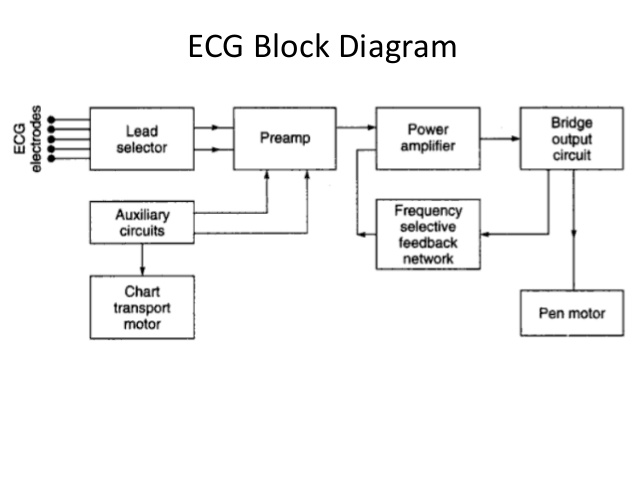 ECG Block Diagram
ECG
electrodes
Lead
selector
Preamp
Power
amplifier
Bridge
output
circuit
Auxiliary
circuits
Frequency
selective
feedback
network
Chart
transport
motor
Pen motor